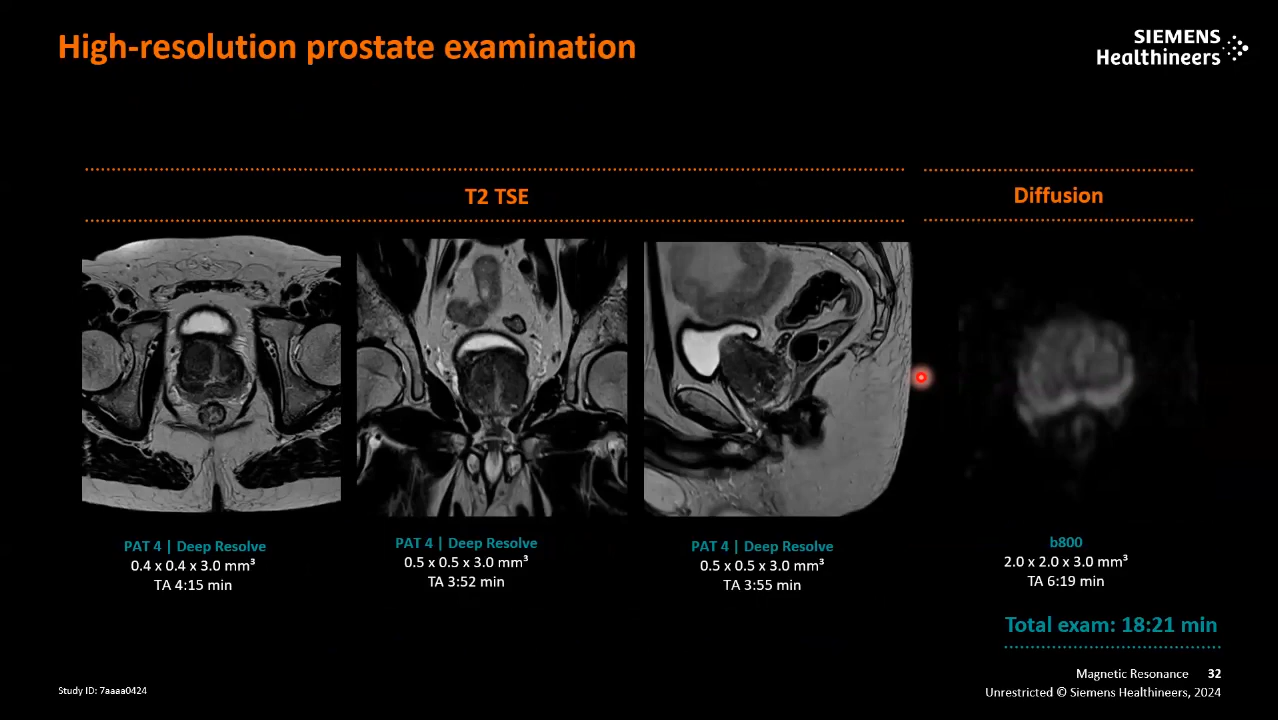 High-resolution prostate examination
SIEMENS
Healthineers
T2 TSE
Diffusion
PAT 4 | Deep Resolve
0.4 x 0.4 x 3.0 mm³
TA 4:15 min
PAT 4 | Deep Resolve
0.5 x 0.5 x 3.0 mm³
TA 3:52 min
PAT 4 | Deep Resolve
0.5 x 0.5 x 3.0 mm³
TA 3:55 min
b800
2.0 x 2.0 x 3.0 mm³
TA 6:19 min
Total exam: 18:21 min
Study ID: 7aaaa0424
Magnetic Resonance 32
Unrestricted © Siemens Healthineers, 2024